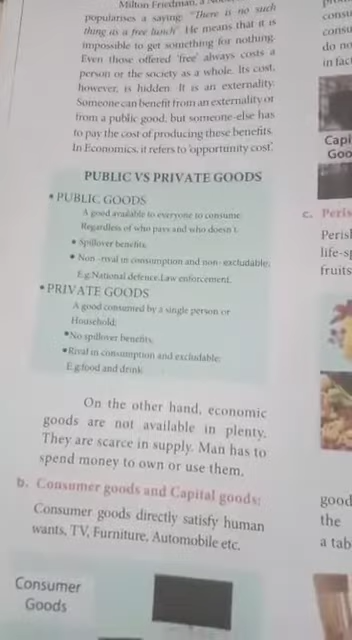 Milton Friedman, a
popularises a saying: "There is no such
thing as a free lunch" He means that it is
impossible to get something for nothing.
Even those offered 'free' always costs a
person or the society as a whole. Its cost,
however, is hidden. It is an externality.
Someone can benefit from an externality or
from a public good, but someone else has
to pay the cost of producing these benefits.
In Economics, it refers to 'opportunity cost'.
PUBLIC VS PRIVATE GOODS
• PUBLIC GOODS
A good available to everyone to consume
Regardless of who pays and who doesn't.
• Spillover benefits.
• Non -rival in consumption and non- excludable;
E.g.National defence.Law enforcement.
• PRIVATE GOODS
A good consumed by a single person or
Household;
• No spillover benefits.
• Rival in consumption and excludable;
E.g:food and drink
On the other hand, economic
goods are not available in plenty.
They are scarce in supply. Man has to
spend money to own or use them.
b. Consumer goods and Capital goods:
Consumer goods directly satisfy human
wants, TV, Furniture, Automobile etc.
Consumer
Goods
consu
do no
in fact
Capi
Goo
c. Peris
Perish
life-sp
fruits
good
the
a tab